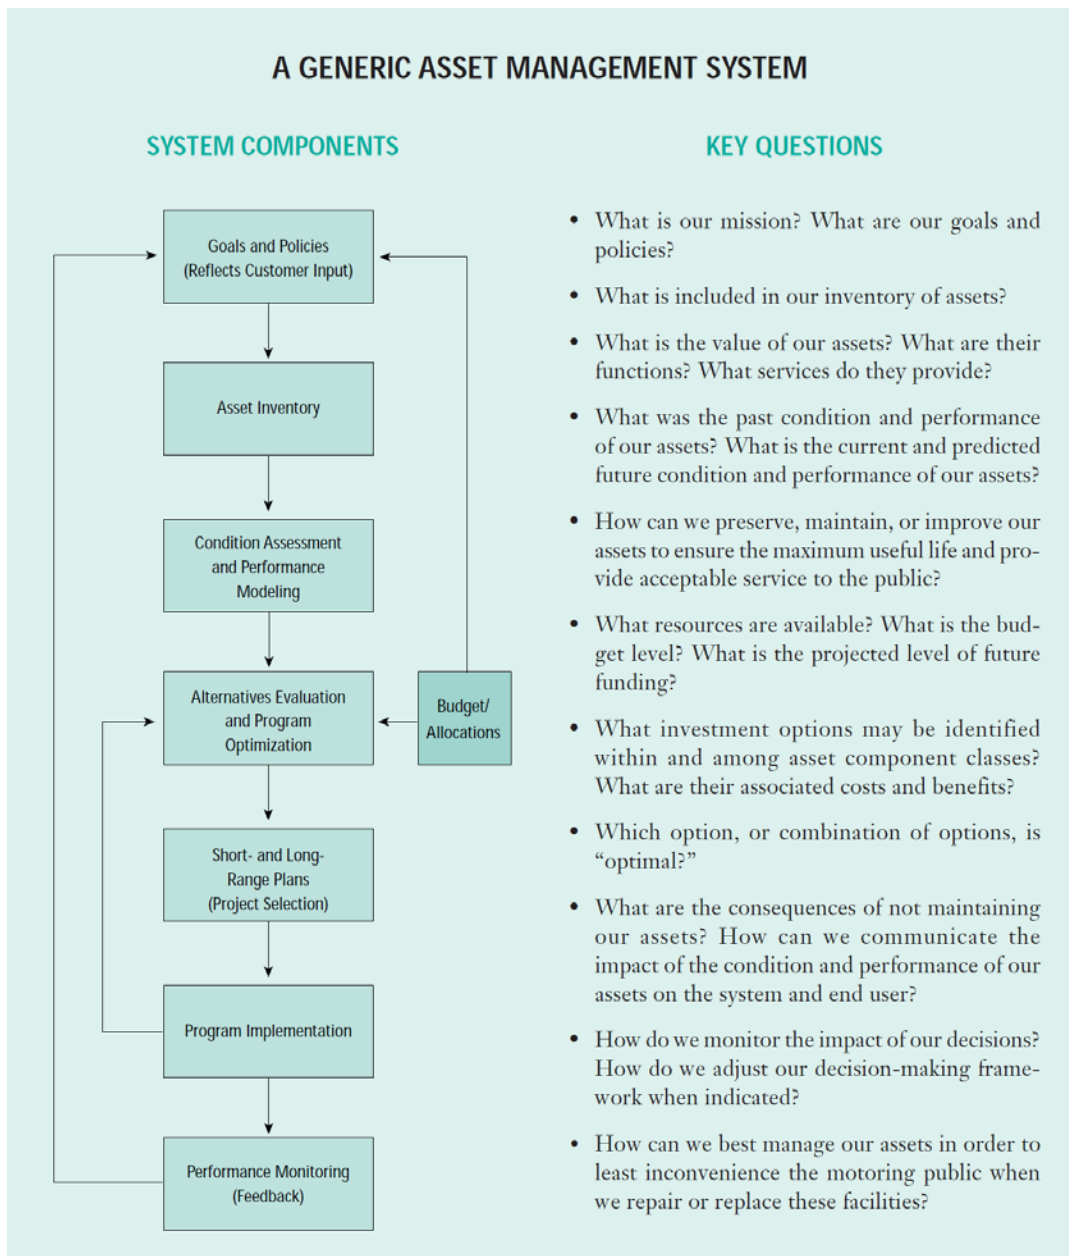 A GENERIC ASSET MANAGEMENT SYSTEM
SYSTEM COMPONENTS
Goals and Policies
(Reflects Customer Input)
Asset Inventory
Condition Assessment
and Performance
Modeling
Alternatives Evaluation
and Program
Optimization
Budget/
Allocations
Short- and Long-
Range Plans
(Project Selection)
Program Implementation
Performance Monitoring
(Feedback)
KEY QUESTIONS
• What is our mission? What are our goals and
policies?
• What is included in our inventory of assets?
• What is the value of our assets? What are their
functions? What services do they provide?
• What was the past condition and performance
of our assets? What is the current and predicted
future condition and performance of our assets?
• How can we preserve, maintain, or improve our
assets to ensure the maximum useful life and pro-
vide acceptable service to the public?
• What resources are available? What is the bud-
get level? What is the projected level of future
funding?
• What investment options may be identified
within and among asset component classes?
What are their associated costs and benefits?
• Which option, or combination of options, is
“optimal?”
• What are the consequences of not maintaining
our assets? How can we communicate the
impact of the condition and performance of our
assets on the system and end user?
• How do we monitor the impact of our decisions?
How do we adjust our decision-making frame-
work when indicated?
• How can we best manage our assets in order to
least inconvenience the motoring public when
we repair or replace these facilities?